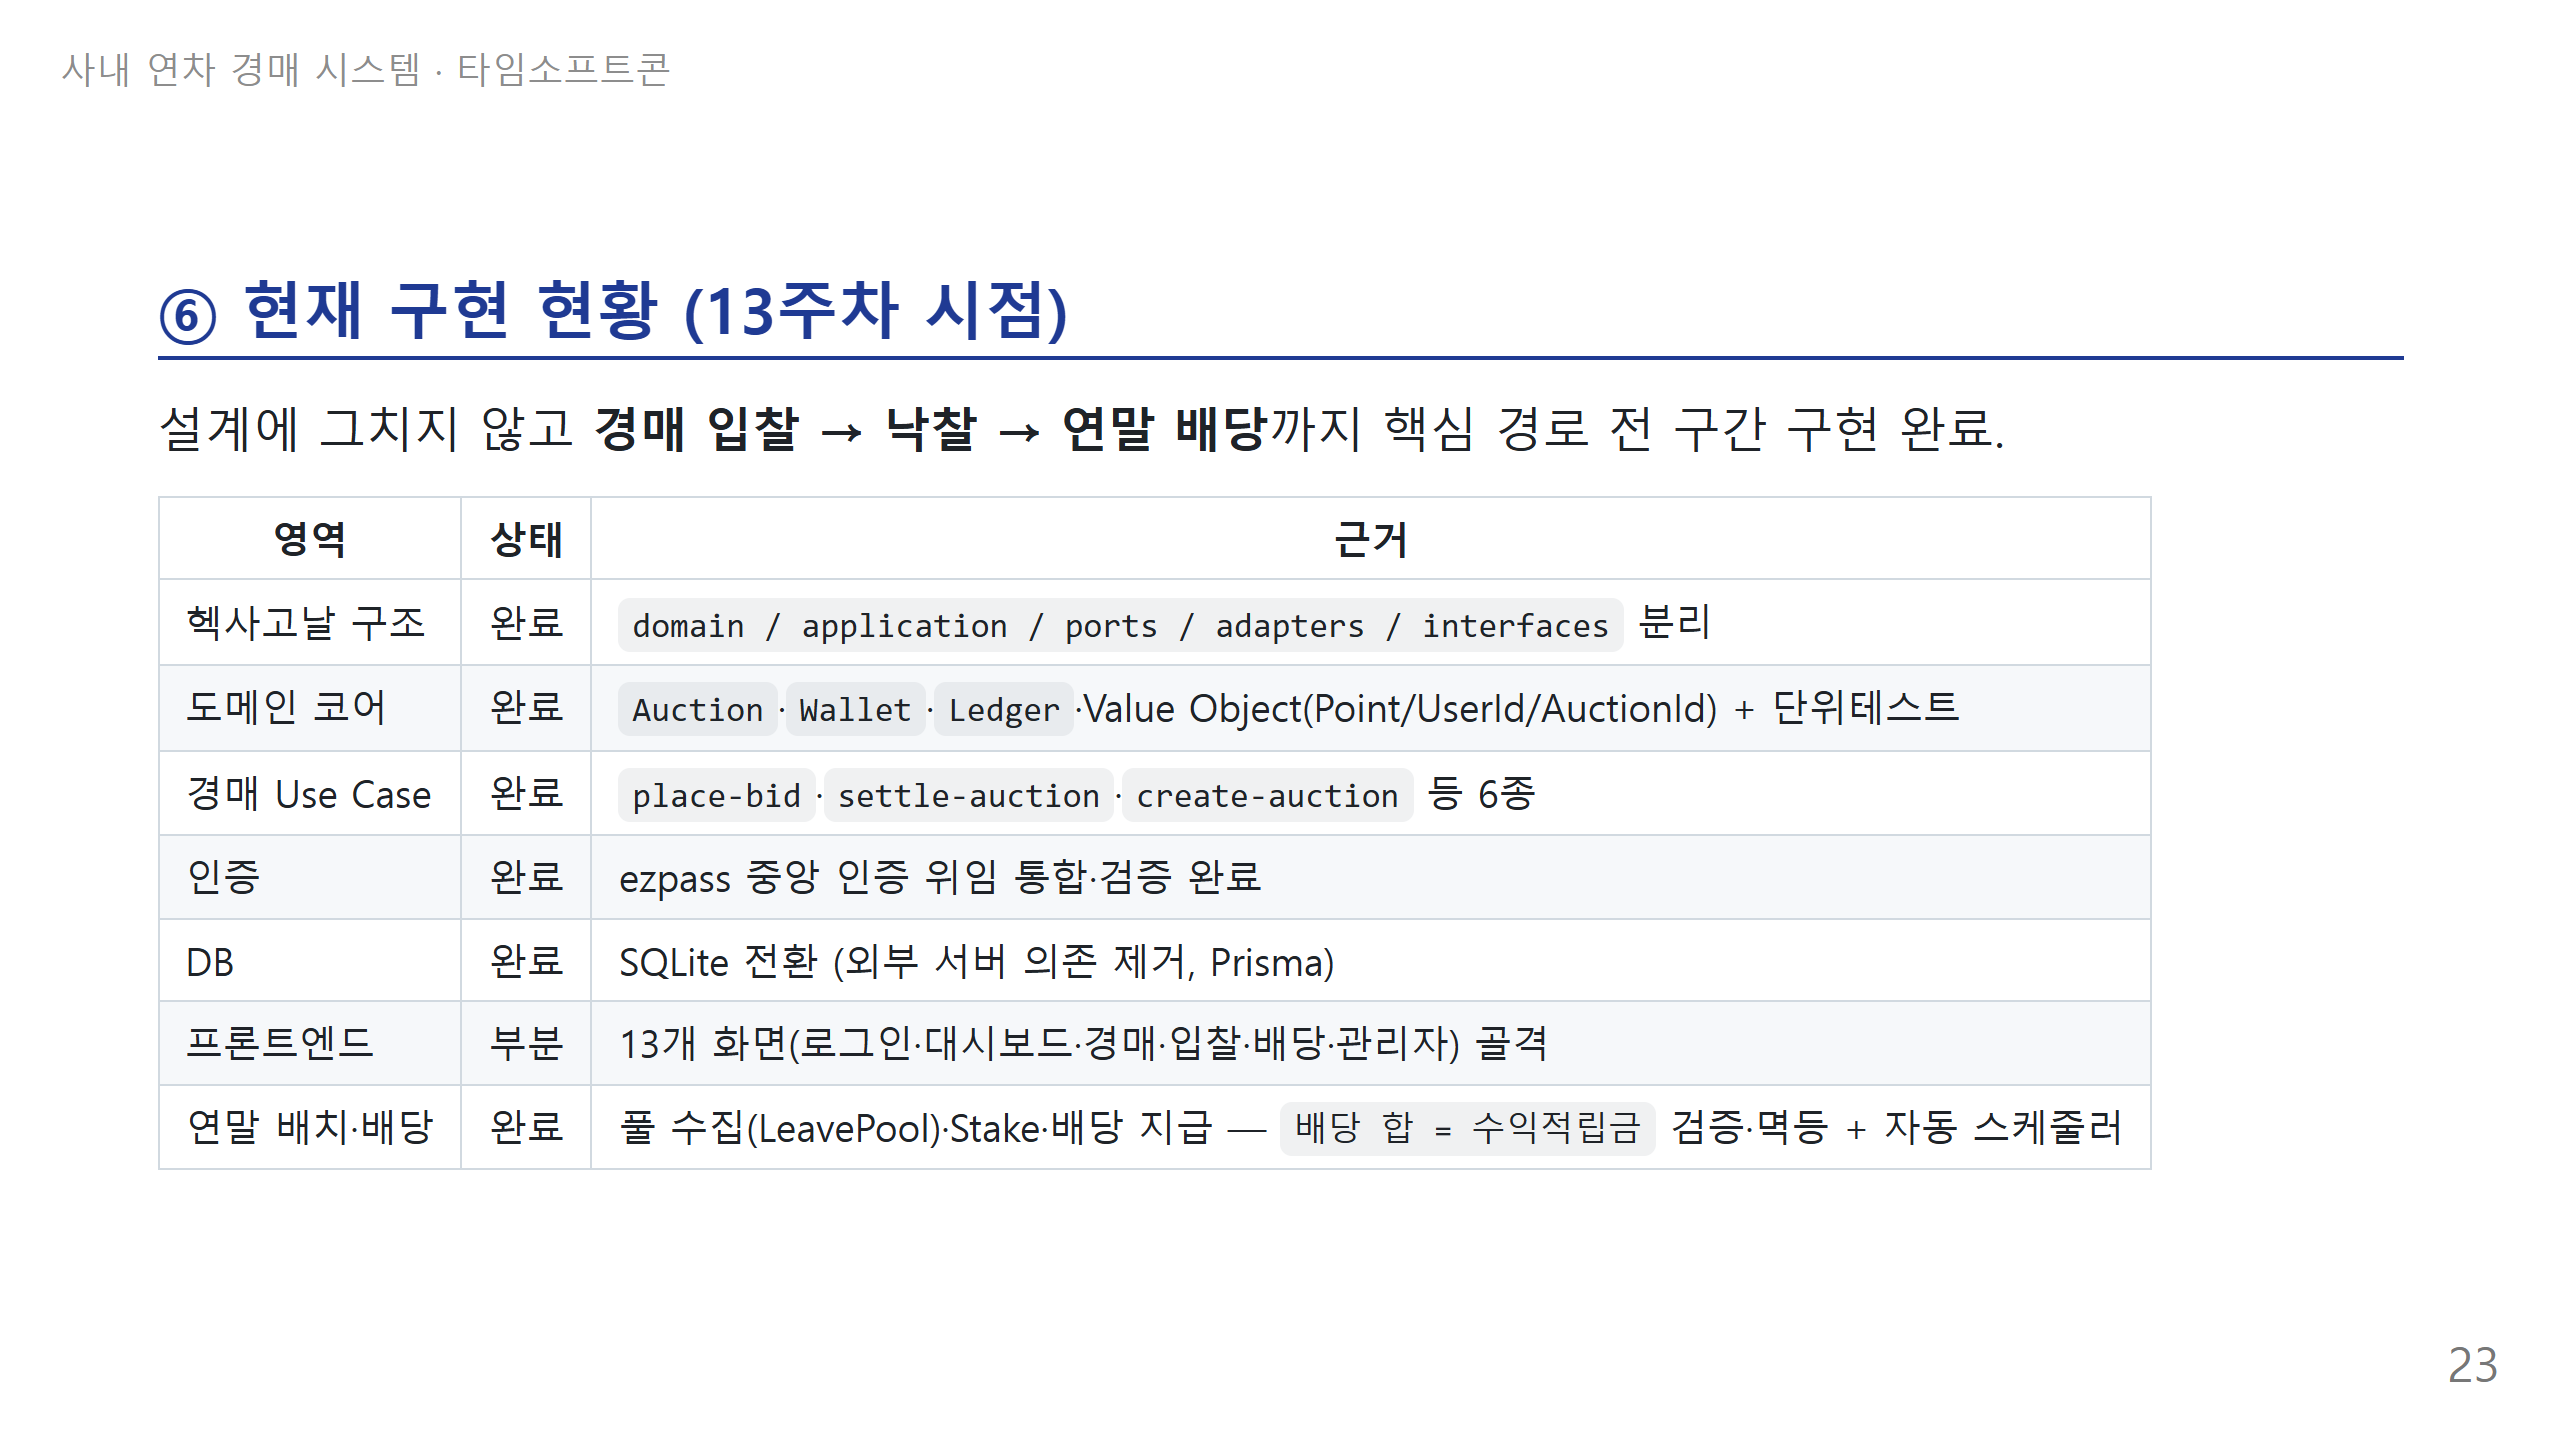 사내 연차 경매 시스템 · 타임소프트콘
⑥ 현재 구현 현황 (13주차 시점)
설계에 그치지 않고 경매 입찰 → 낙찰 → 연말 배당까지 핵심 경로 전 구간 구현 완료.
영역 상태 근거
헥사고날 구조 완료 domain / application / ports / adapters / interfaces 분리
도메인 코어 완료 Auction·Wallet·Ledger·Value Object(Point/UserId/AuctionId) + 단위테스트
경매 Use Case 완료 place-bid·settle-auction·create-auction 등 6종
인증 완료 ezpass 중앙 인증 위임 통합·검증 완료
DB 완료 SQLite 전환 (외부 서버 의존 제거, Prisma)
프론트엔드 부분 13개 화면(로그인·대시보드·경매·입찰·배당·관리자) 골격
연말 배치·배당 완료 풀 수집(LeavePool)·Stake·배당 지급 — 배당 합 = 수익적립금 검증·멱등 + 자동 스케줄러
23